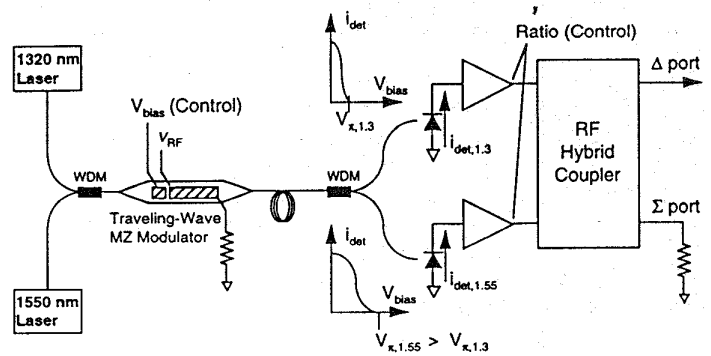 1320 nm
Laser
V_bias (Control)
v_RF
WDM
Traveling-Wave
MZ Modulator
1550 nm
Laser
i_det
V_bias
V_π,1.3
WDM
i_det
V_bias
V_π,1.55 > V_π,1.3
i_det,1.3
i_det,1.55
Ratio (Control)
RF
Hybrid
Coupler
Δ port
Σ port